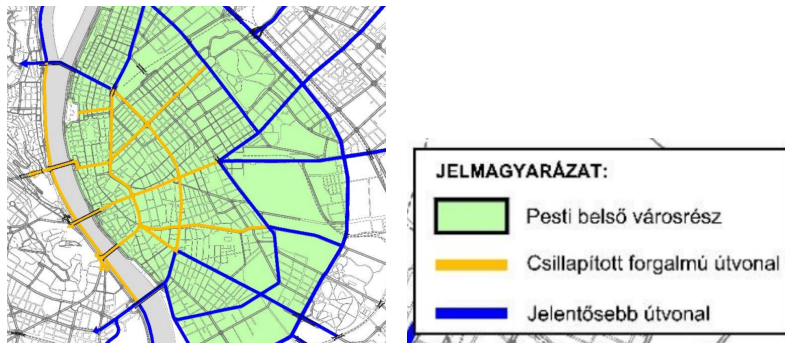 JELMAGYARÁZAT:
Pesti belső városrész
Csillapított forgalmú útvonal
Jelentősebb útvonal